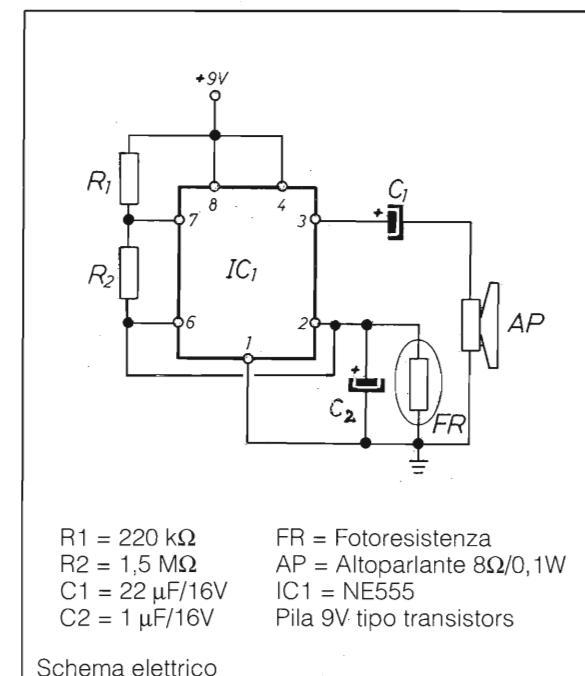 +9V
R1
R2
8
4
7
3
6
2
1
IC1
C1
+
AP
+
C2
FR
R1 = 220 kΩ
R2 = 1,5 MΩ
C1 = 22 µF/16V
C2 = 1 µF/16V
FR = Fotoresistenza
AP = Altoparlante 8Ω/0,1W
IC1 = NE555
Pila 9V tipo transistors
Schema elettrico